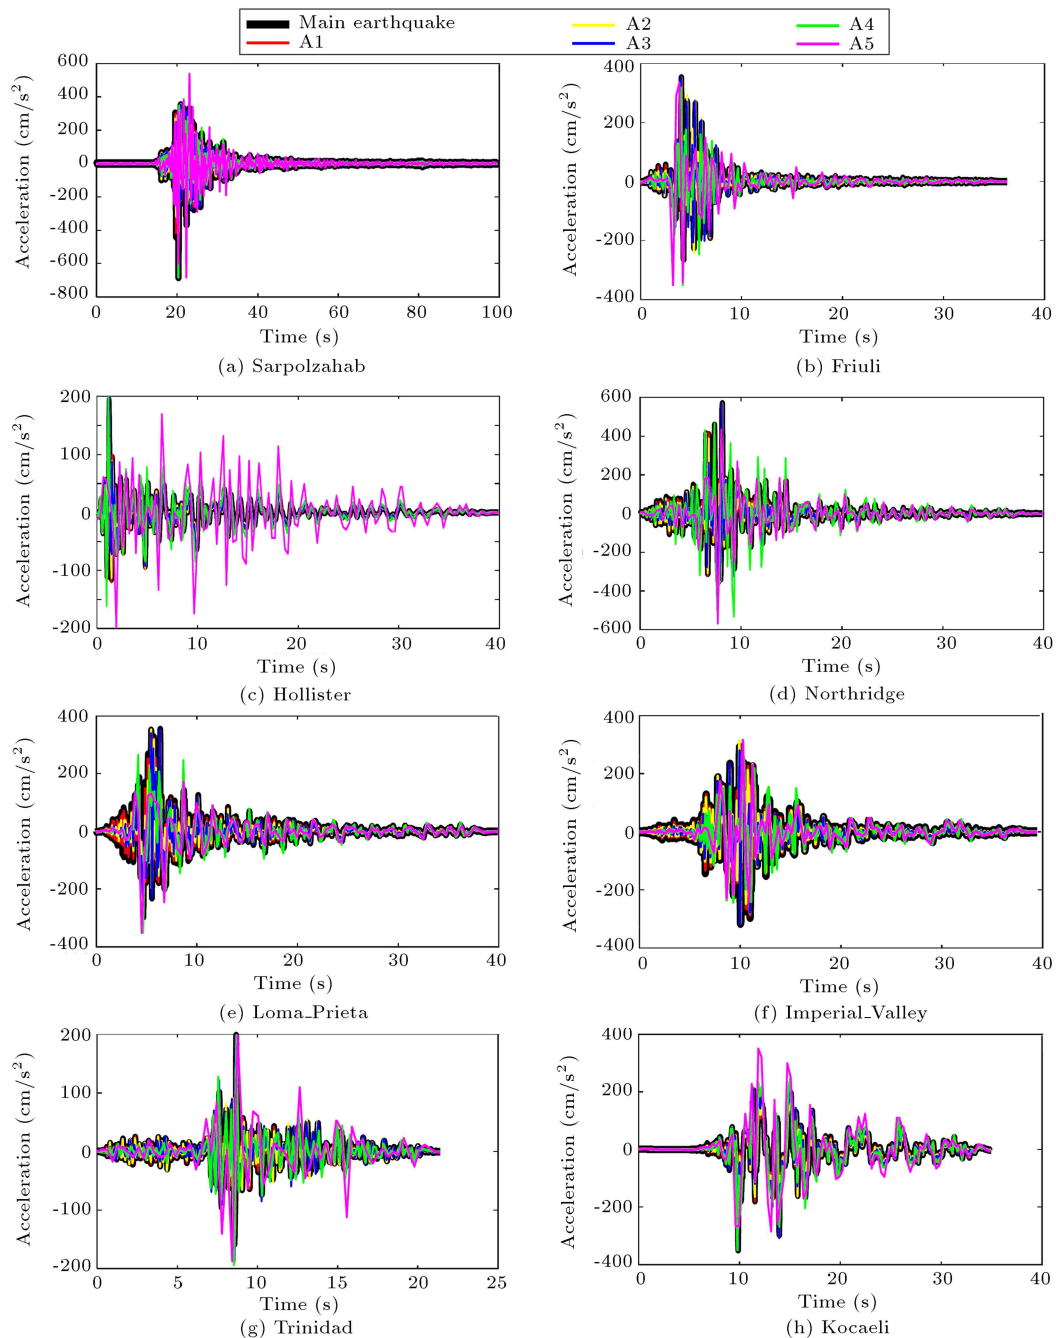 Main earthquake A2 A4
A1 A3 A5
600
400
200
0
-200
-400
-600
-800
Acceleration (cm/s²)
0 20 40 60 80 100
Time (s)
(a) Sarpolzahab
400
200
0
-200
-400
Acceleration (cm/s²)
0 10 20 30 40
Time (s)
(b) Friuli
200
100
0
-100
-200
Acceleration (cm/s²)
0 10 20 30 40
Time (s)
(c) Hollister
600
400
200
0
-200
-400
-600
Acceleration (cm/s²)
0 10 20 30 40
Time (s)
(d) Northridge
400
200
0
-200
-400
Acceleration (cm/s²)
0 10 20 30 40
Time (s)
(e) Loma_Prieta
400
200
0
-200
-400
Acceleration (cm/s²)
0 10 20 30 40
Time (s)
(f) Imperial_Valley
200
100
0
-100
-200
Acceleration (cm/s²)
0 5 10 15 20 25
Time (s)
(g) Trinidad
400
200
0
-200
-400
Acceleration (cm/s²)
0 10 20 30 40
Time (s)
(h) Kocaeli